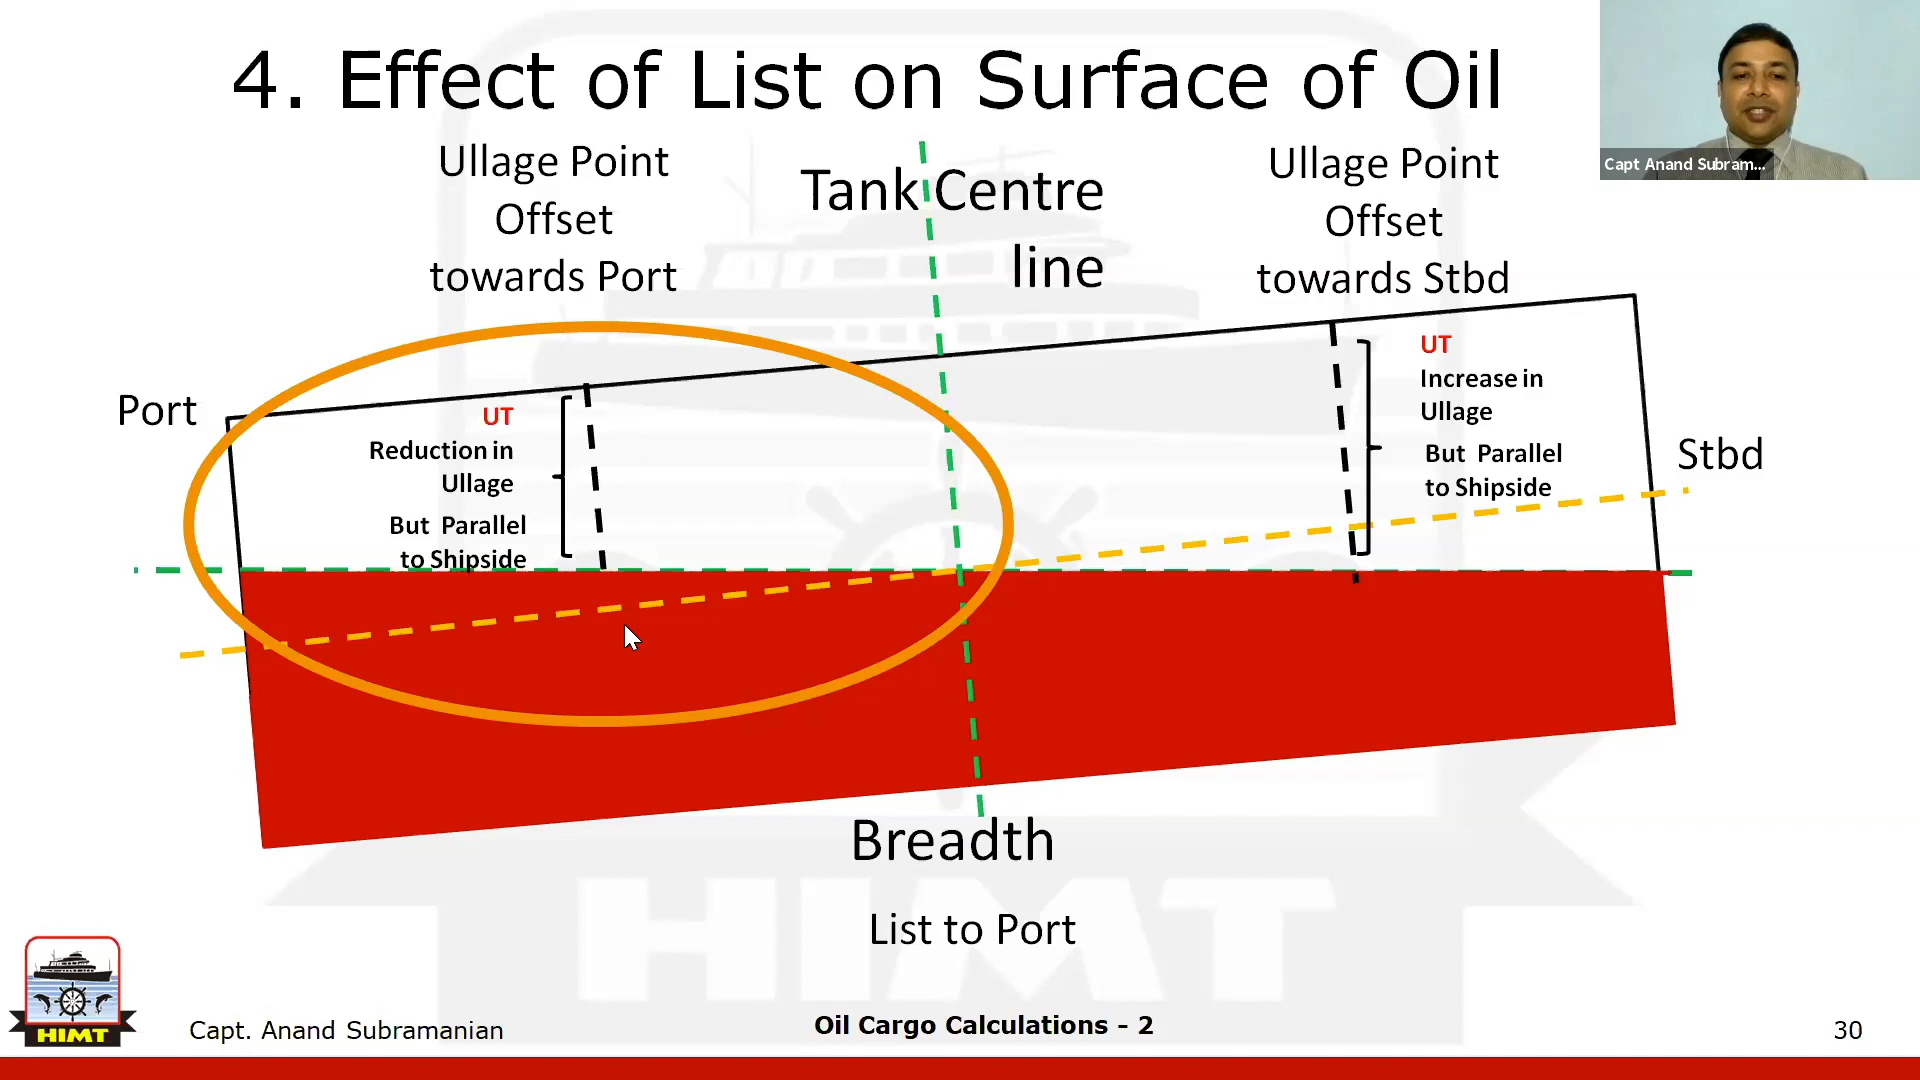 4. Effect of List on Surface of Oil
Capt Anand Subram...
Ullage Point
Offset
towards Port
Tank Centre
line
Ullage Point
Offset
towards Stbd
Port
UT
Reduction in
Ullage
But Parallel
to Shipside
UT
Increase in
Ullage
But Parallel
to Shipside
Stbd
Breadth
List to Port
HIMT
HIMT
Capt. Anand Subramanian
Oil Cargo Calculations - 2
30